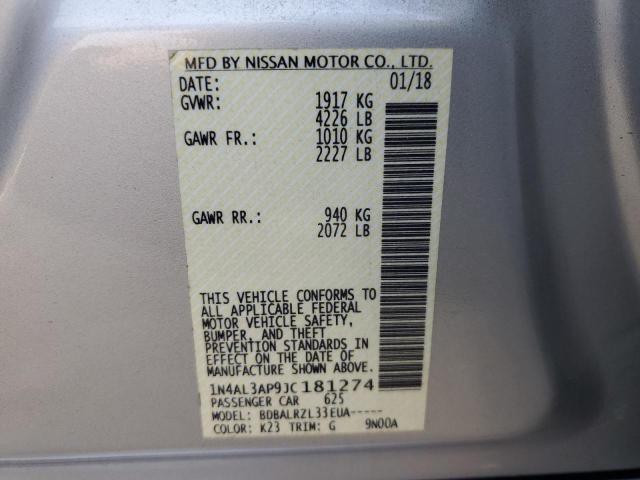 MFD BY NISSAN MOTOR CO., LTD.
DATE: 01/18
GVWR: 1917 KG
4226 LB
GAWR FR.: 1010 KG
2227 LB
GAWR RR.: 940 KG
2072 LB
THIS VEHICLE CONFORMS TO
ALL APPLICABLE FEDERAL
MOTOR VEHICLE SAFETY,
BUMPER, AND THEFT
PREVENTION STANDARDS IN
EFFECT ON THE DATE OF
MANUFACTURE SHOWN ABOVE.
1N4AL3AP9JC181274
PASSENGER CAR 625
MODEL: BDBALRZL33EUA-----
COLOR: K23 TRIM: G 9N00A